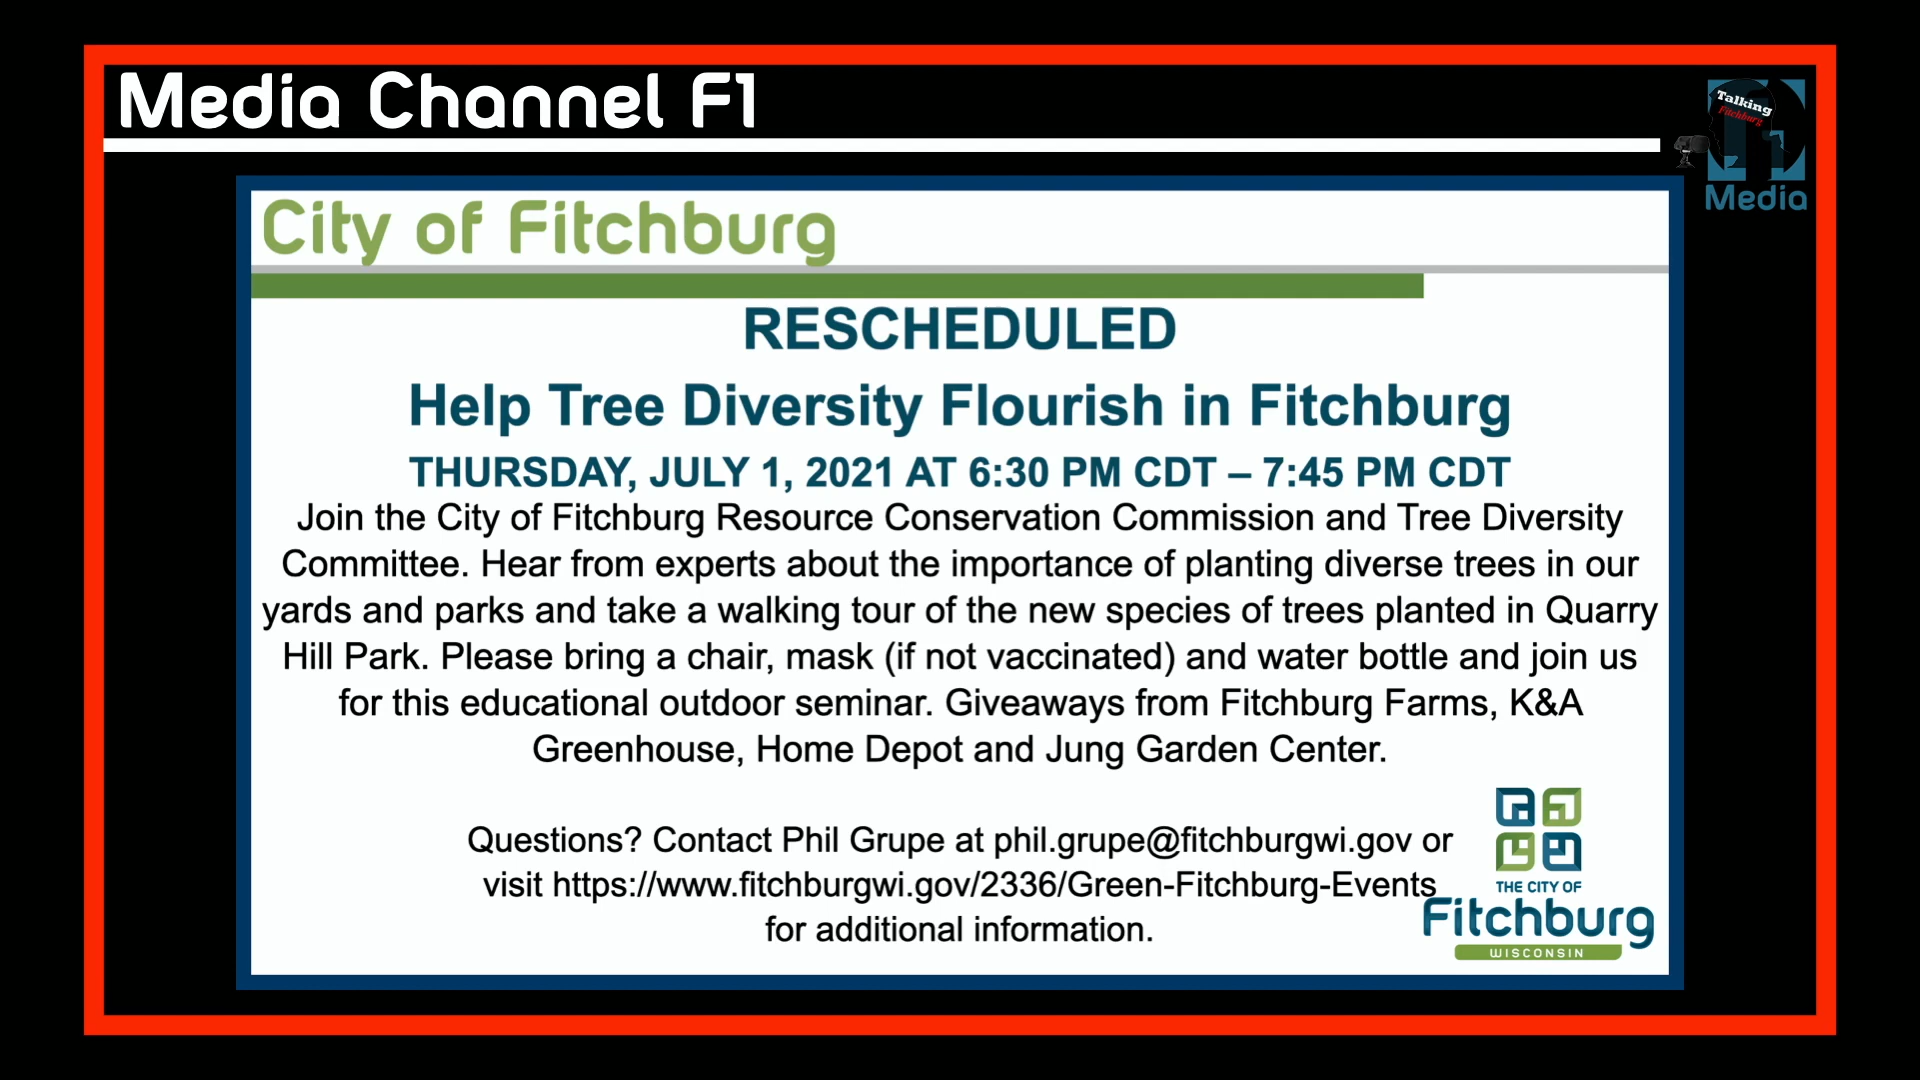 Media Channel F1
Talking
Fitchburg
Media
City of Fitchburg
RESCHEDULED
Help Tree Diversity Flourish in Fitchburg
THURSDAY, JULY 1, 2021 AT 6:30 PM CDT – 7:45 PM CDT
Join the City of Fitchburg Resource Conservation Commission and Tree Diversity
Committee. Hear from experts about the importance of planting diverse trees in our
yards and parks and take a walking tour of the new species of trees planted in Quarry
Hill Park. Please bring a chair, mask (if not vaccinated) and water bottle and join us
for this educational outdoor seminar. Giveaways from Fitchburg Farms, K&A
Greenhouse, Home Depot and Jung Garden Center.
Questions? Contact Phil Grupe at phil.grupe@fitchburgwi.gov or
visit https://www.fitchburgwi.gov/2336/Green-Fitchburg-Events
for additional information.
THE CITY OF
Fitchburg
WISCONSIN